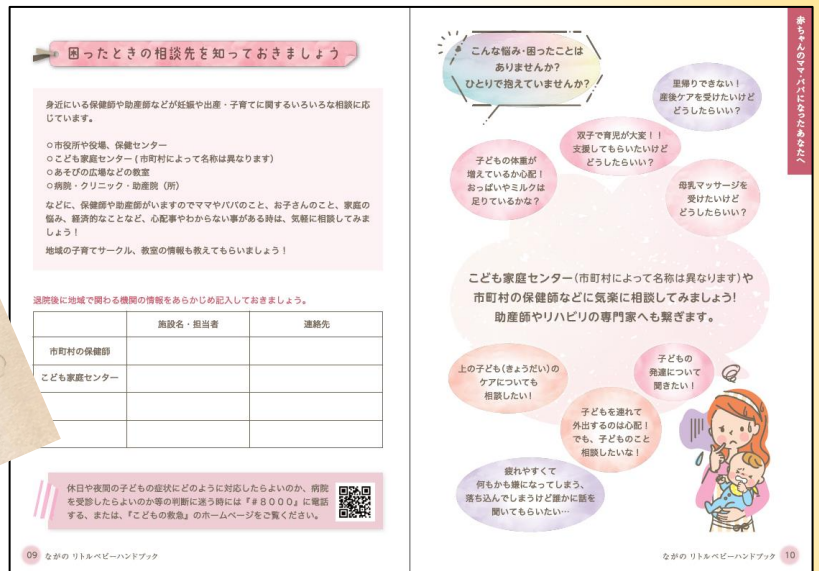 困ったときの相談先を知っておきましょう
身近にいる保健師や助産師などが妊娠や出産・子育てに関するいろいろな相談に応
じています。
○市役所や役場、保健センター
○こども家庭センター(市町村によって名称は異なります)
○あそびの広場などの教室
○病院・クリニック・助産院（所）
などに、保健師や助産師がいますのでママやパパのこと、お子さんのこと、家庭の
悩み、経済的なことなど、心配事やわからない事がある時は、気軽に相談してみま
しょう！
地域の子育てサークル、教室の情報も教えてもらいましょう！
退院後に地域で関わる機関の情報をあらかじめ記入しておきましょう。
施設名・担当者 連絡先
市町村の保健師
こども家庭センター
休日や夜間の子どもの症状にどのように対応したらよいのか、病院
を受診したらよいのか等の判断に迷う時には『＃８０００』に電話
する、または、『こどもの救急』のホームページをご覧ください。
09 ながの リトルベビーハンドブック
赤ちゃんのママ・パパになったあなたへ
こんな悩み・困ったことは
ありませんか?
ひとりで抱えていませんか?
里帰りできない！
産後ケアを受けたいけど
どうしたらいい？
双子で育児が大変！！
支援してもらいたいけど
どうしたらいい？
子どもの体重が
増えているか心配！
おっぱいやミルクは
足りているかな？
母乳マッサージを
受けたいけど
どうしたらいい？
こども家庭センター(市町村によって名称は異なります)や
市町村の保健師などに気楽に相談してみましょう!
助産師やリハビリの専門家へも繋ぎます。
上の子ども(きょうだい)の
ケアについても
相談したい！
子どもの
発達について
聞きたい！
子どもを連れて
外出するのは心配！
でも、子どものこと
相談したいな！
疲れやすくて
何もかも嫌になってしまう、
落ち込んでしまうけど誰かに話を
聞いてもらいたい…
ながの リトルベビーハンドブック 10